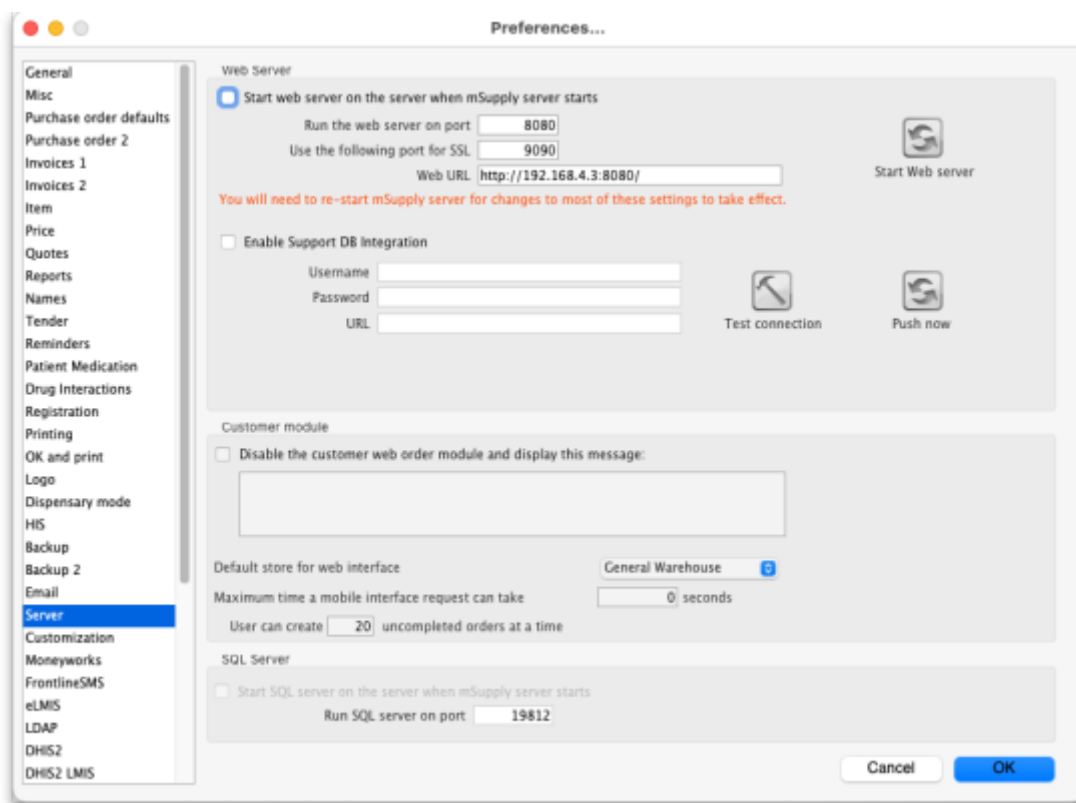 Preferences...
General
Misc
Purchase order defaults
Purchase order 2
Invoices 1
Invoices 2
Item
Price
Quotes
Reports
Names
Tender
Reminders
Patient Medication
Drug Interactions
Registration
Printing
OK and print
Logo
Dispensary mode
HIS
Backup
Backup 2
Email
Server
Customization
Moneyworks
FrontlineSMS
eLMIS
LDAP
DHIS2
DHIS2 LMIS
Web Server
Start web server on the server when mSupply server starts
Run the web server on port 8080
Use the following port for SSL 9090
Web URL http://192.168.4.3:8080/
Start Web server
You will need to re-start mSupply server for changes to most of these settings to take effect.
Enable Support DB Integration
Username
Password
URL
Test connection
Push now
Customer module
Disable the customer web order module and display this message:
Default store for web interface General Warehouse
Maximum time a mobile interface request can take 0 seconds
User can create 20 uncompleted orders at a time
SQL Server
Start SQL server on the server when mSupply server starts
Run SQL server on port 19812
Cancel OK